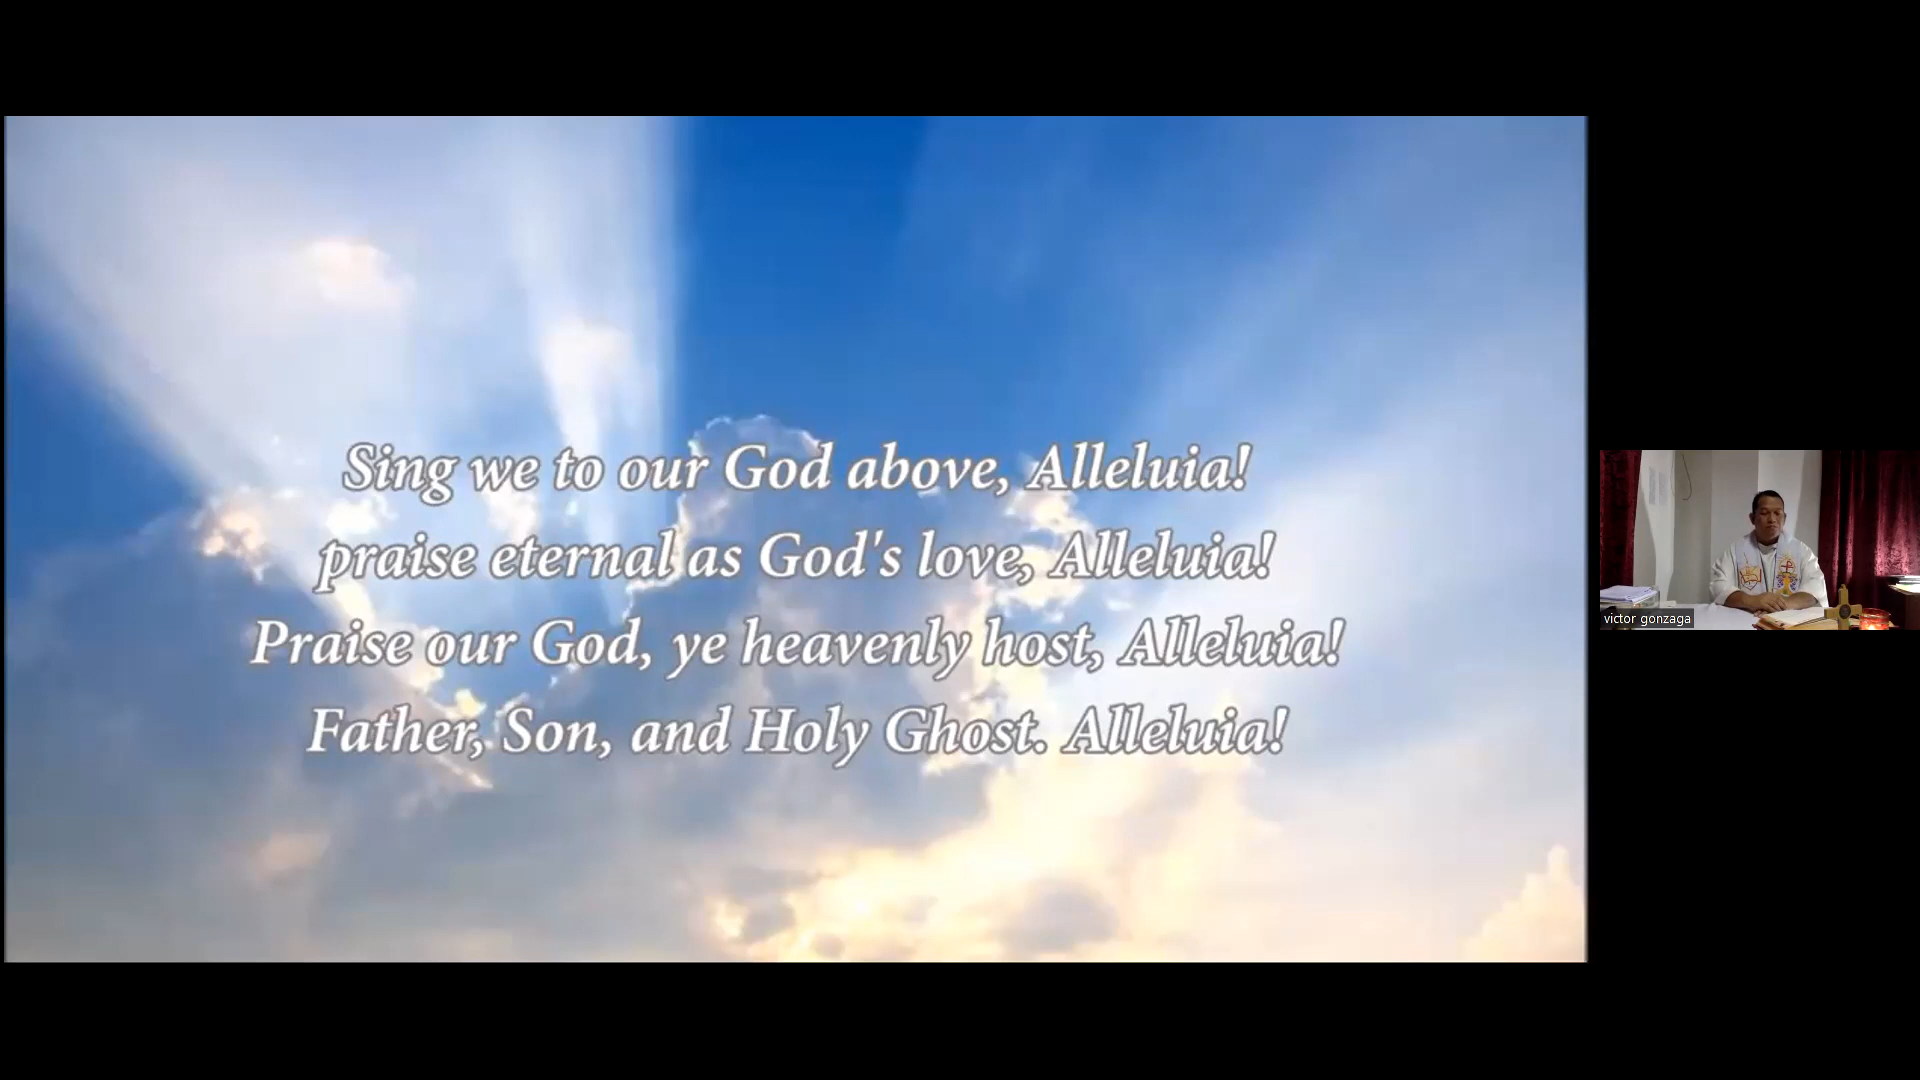 Sing we to our God above, Alleluia!
praise eternal as God's love, Alleluia!
Praise our God, ye heavenly host, Alleluia!
Father, Son, and Holy Ghost. Alleluia!
victor gonzaga